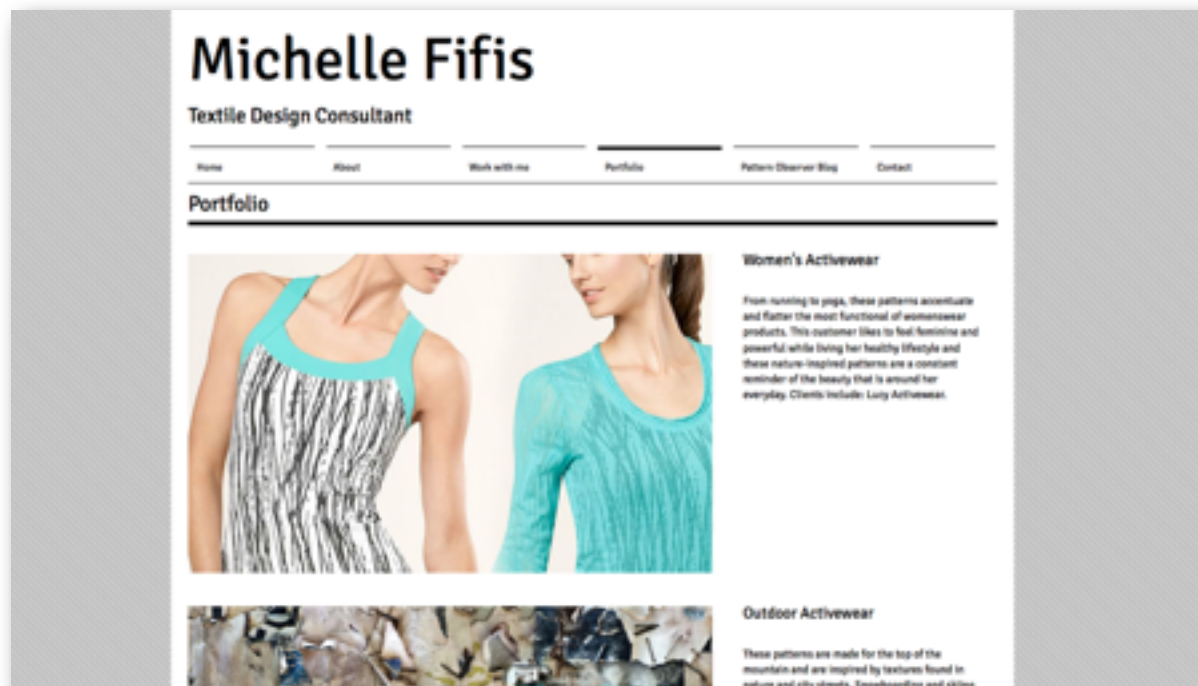 Michelle Fifis
Textile Design Consultant
Home About Work with me Portfolio Pattern Observer Blog Contact
Portfolio
Women's Activewear
From running to yoga, these patterns accentuate
and flatter the most functional of womenswear
products. This customer likes to feel feminine and
powerful while living her healthy lifestyle and
these nature-inspired patterns are a constant
reminder of the beauty that is around her
everyday. Clients include: Lucy Activewear.
Outdoor Activewear
These patterns are made for the top of the
mountain and are inspired by textures found in
nature and city streets. Snowboarding and skiing